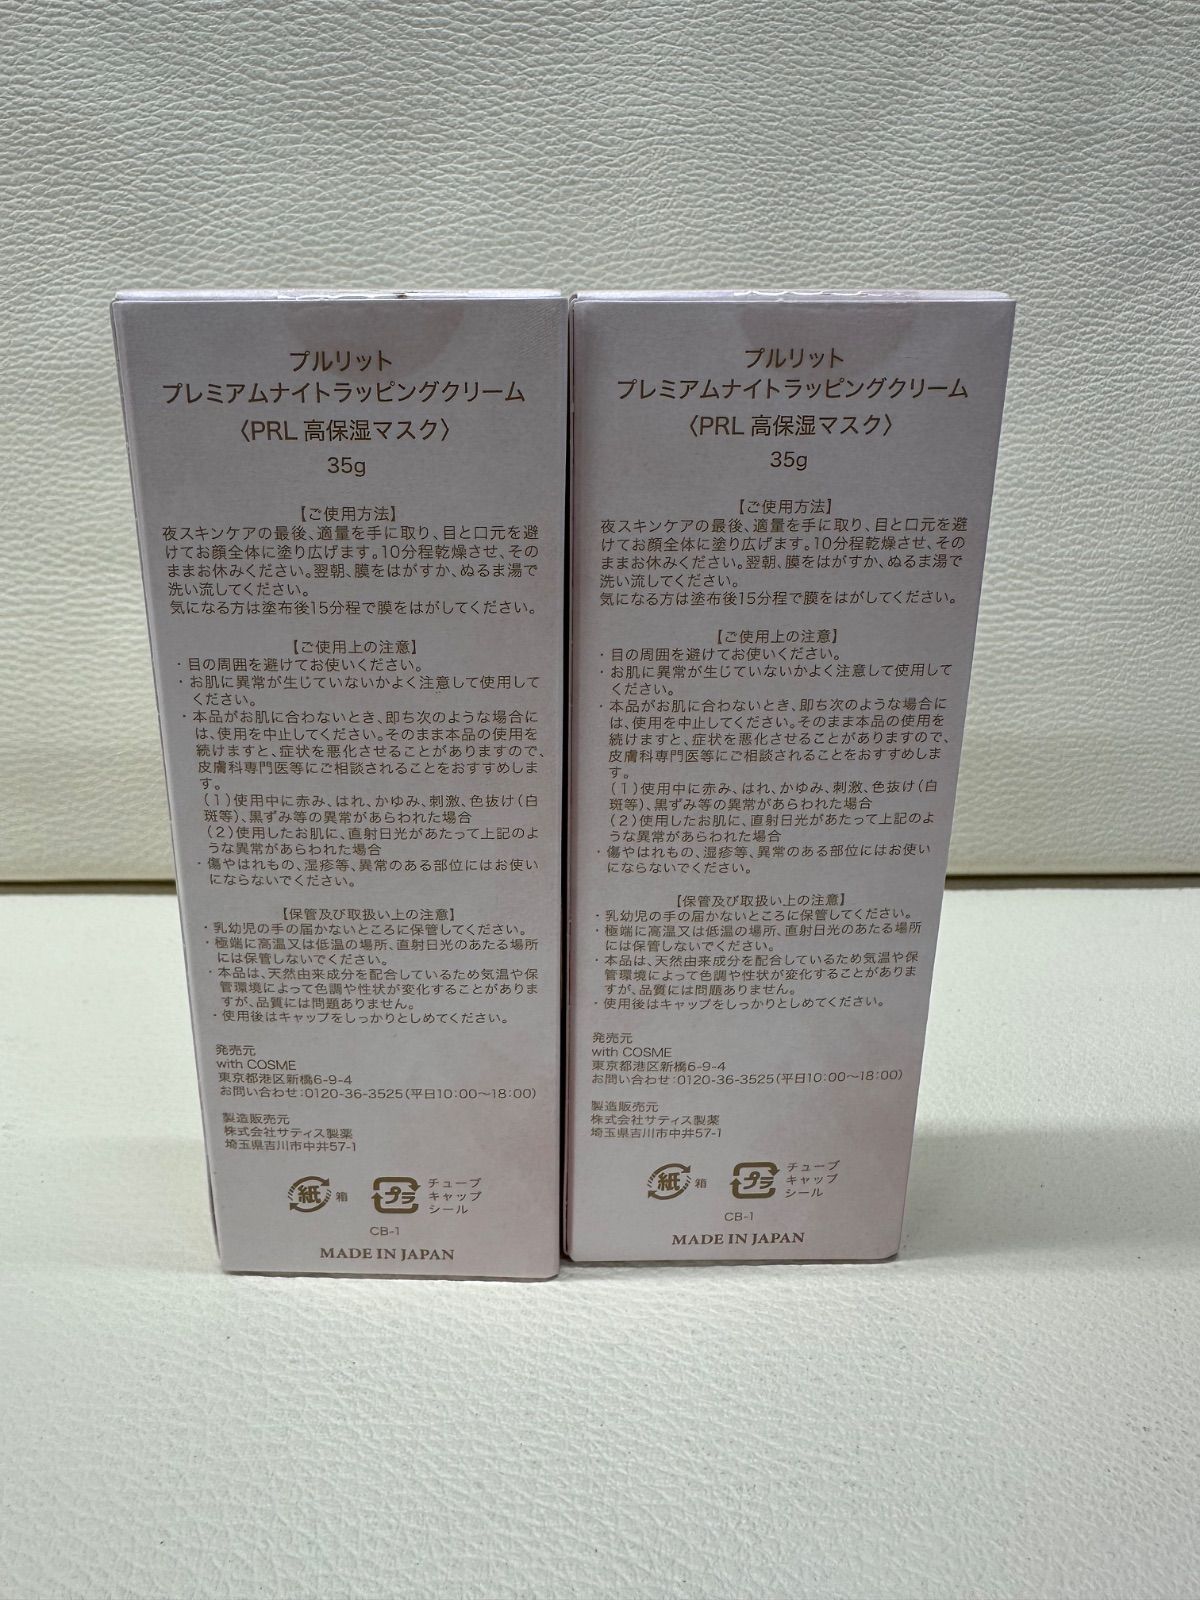 プルリット
プレミアムナイトラッピングクリーム
〈PRL 高保湿マスク〉
35g
【ご使用方法】
夜スキンケアの最後、適量を手に取り、目と口元を避
けてお顔全体に塗り広げます。10分程乾燥させ、その
ままお休みください。翌朝、膜をはがすか、ぬるま湯で
洗い流してください。
気になる方は塗布後15分程で膜をはがしてください。
【ご使用上の注意】
・目の周囲を避けてお使いください。
・お肌に異常が生じていないかよく注意して使用して
ください。
・本品がお肌に合わないとき、即ち次のような場合に
は、使用を中止してください。そのまま本品の使用を
続けますと、症状を悪化させることがありますので、
皮膚科専門医等にご相談されることをおすすめしま
す。
(1)使用中に赤み、はれ、かゆみ、刺激、色抜け(白
斑等)、黒ずみ等の異常があらわれた場合
(2)使用したお肌に、直射日光があたって上記のよ
うな異常があらわれた場合
・傷やはれもの、湿疹等、異常のある部位にはお使い
にならないでください。
【保管及び取扱い上の注意】
・乳幼児の手の届かないところに保管してください。
・極端に高温又は低温の場所、直射日光のあたる場所
には保管しないでください。
・本品は、天然由来成分を配合しているため気温や保
管環境によって色調や性状が変化することがありま
すが、品質には問題ありません。
・使用後はキャップをしっかりとしめてください。
発売元
with COSME
東京都港区新橋6-9-4
お問い合わせ:0120-36-3525(平日10:00〜18:00)
製造販売元
株式会社サティス製薬
埼玉県吉川市中井57-1
紙 箱
プラ チューブ
キャップ
シール
CB-1
MADE IN JAPAN
プルリット
プレミアムナイトラッピングクリーム
〈PRL 高保湿マスク〉
35g
【ご使用方法】
夜スキンケアの最後、適量を手に取り、目と口元を避
けてお顔全体に塗り広げます。10分程乾燥させ、その
ままお休みください。翌朝、膜をはがすか、ぬるま湯で
洗い流してください。
気になる方は塗布後15分程で膜をはがしてください。
【ご使用上の注意】
・目の周囲を避けてお使いください。
・お肌に異常が生じていないかよく注意して使用して
ください。
・本品がお肌に合わないとき、即ち次のような場合に
は、使用を中止してください。そのまま本品の使用を
続けますと、症状を悪化させることがありますので、
皮膚科専門医等にご相談されることをおすすめしま
す。
(1)使用中に赤み、はれ、かゆみ、刺激、色抜け(白
斑等)、黒ずみ等の異常があらわれた場合
(2)使用したお肌に、直射日光があたって上記のよ
うな異常があらわれた場合
・傷やはれもの、湿疹等、異常のある部位にはお使い
にならないでください。
【保管及び取扱い上の注意】
・乳幼児の手の届かないところに保管してください。
・極端に高温又は低温の場所、直射日光のあたる場所
には保管しないでください。
・本品は、天然由来成分を配合しているため気温や保
管環境によって色調や性状が変化することがありま
すが、品質には問題ありません。
・使用後はキャップをしっかりとしめてください。
発売元
with COSME
東京都港区新橋6-9-4
お問い合わせ:0120-36-3525(平日10:00〜18:00)
製造販売元
株式会社サティス製薬
埼玉県吉川市中井57-1
紙 箱
プラ チューブ
キャップ
シール
CB-1
MADE IN JAPAN